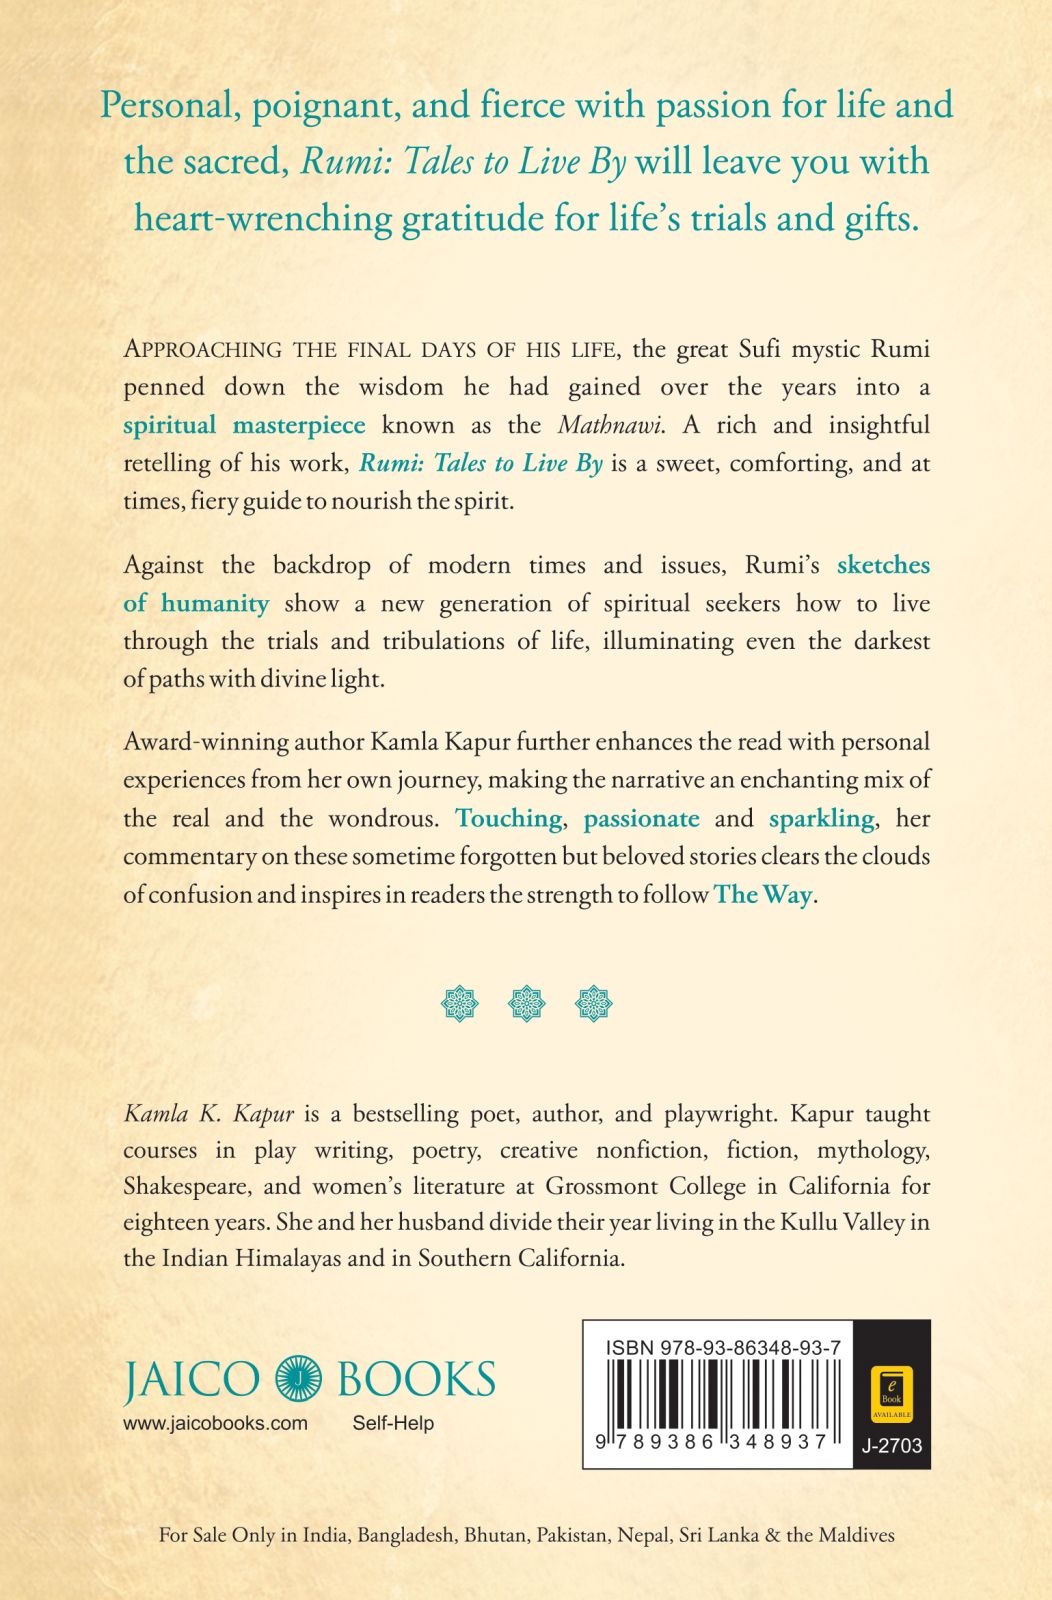 Personal, poignant, and fierce with passion for life and
the sacred, Rumi: Tales to Live By will leave you with
heart-wrenching gratitude for life’s trials and gifts.
APPROACHING THE FINAL DAYS OF HIS LIFE, the great Sufi mystic Rumi
penned down the wisdom he had gained over the years into a
spiritual masterpiece known as the Mathnawi. A rich and insightful
retelling of his work, Rumi: Tales to Live By is a sweet, comforting, and at
times, fiery guide to nourish the spirit.
Against the backdrop of modern times and issues, Rumi’s sketches
of humanity show a new generation of spiritual seekers how to live
through the trials and tribulations of life, illuminating even the darkest
of paths with divine light.
Award-winning author Kamla Kapur further enhances the read with personal
experiences from her own journey, making the narrative an enchanting mix of
the real and the wondrous. Touching, passionate and sparkling, her
commentary on these sometime forgotten but beloved stories clears the clouds
of confusion and inspires in readers the strength to follow The Way.
Kamla K. Kapur is a bestselling poet, author, and playwright. Kapur taught
courses in play writing, poetry, creative nonfiction, fiction, mythology,
Shakespeare, and women’s literature at Grossmont College in California for
eighteen years. She and her husband divide their year living in the Kullu Valley in
the Indian Himalayas and in Southern California.
JAICO J BOOKS
www.jaicobooks.com Self-Help
ISBN 978-93-86348-93-7
9 789386 348937
e
Book
AVAILABLE
J-2703
For Sale Only in India, Bangladesh, Bhutan, Pakistan, Nepal, Sri Lanka & the Maldives